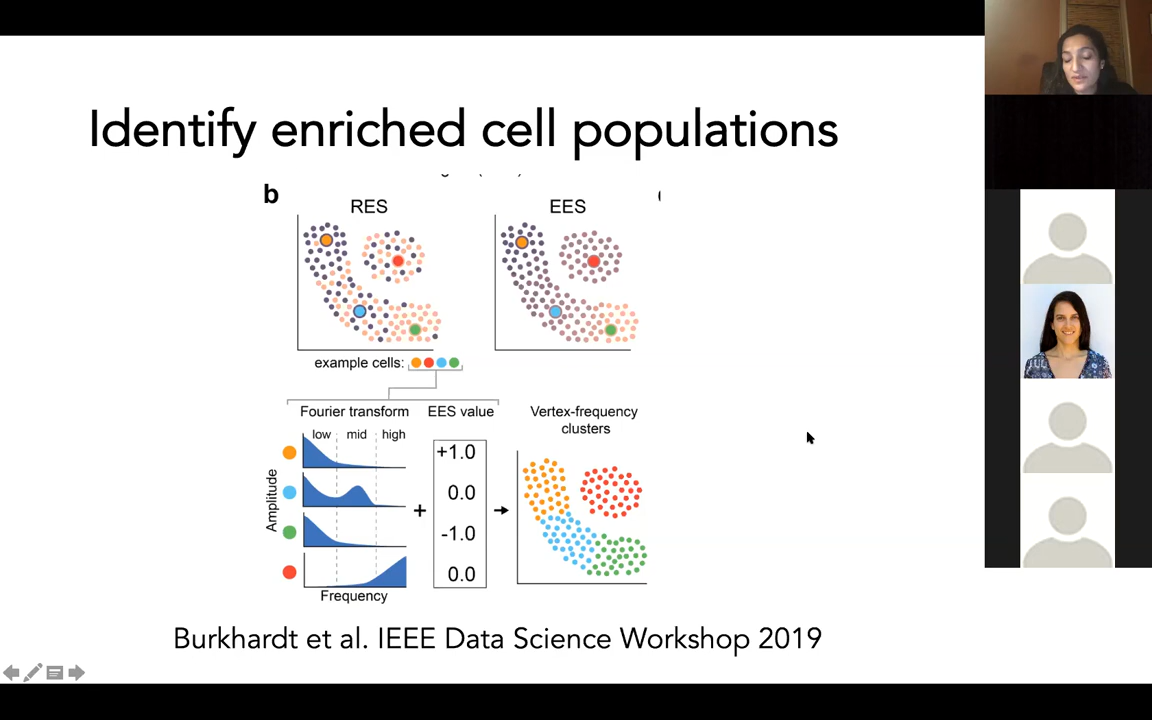 Identify enriched cell populations
b
RES
EES
example cells:
Fourier transform
EES value
Vertex-frequency
clusters
low
mid
high
Amplitude
+1.0
0.0
-1.0
0.0
+
Frequency
Burkhardt et al. IEEE Data Science Workshop 2019